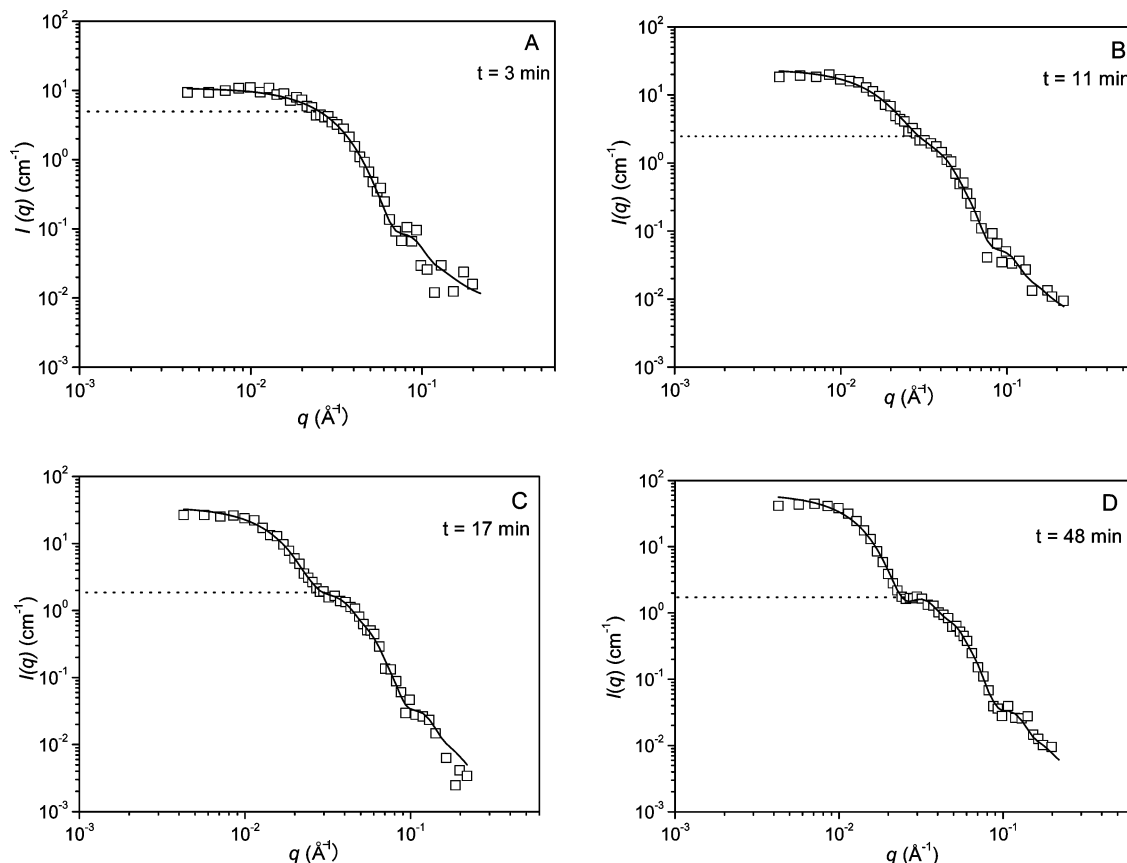 A
t = 3 min
10²
10¹
10⁰
10⁻¹
10⁻²
10⁻³
I (q) (cm⁻¹)
10⁻³ 10⁻² 10⁻¹
q (Å⁻¹)
B
t = 11 min
10²
10¹
10⁰
10⁻¹
10⁻²
10⁻³
I(q) (cm⁻¹)
10⁻³ 10⁻² 10⁻¹
q (Å⁻¹)
C
t = 17 min
10²
10¹
10⁰
10⁻¹
10⁻²
10⁻³
I(q) (cm⁻¹)
10⁻³ 10⁻² 10⁻¹
q (Å⁻¹)
D
t = 48 min
10²
10¹
10⁰
10⁻¹
10⁻²
10⁻³
I(q) (cm⁻¹)
10⁻³ 10⁻² 10⁻¹
q (Å⁻¹)